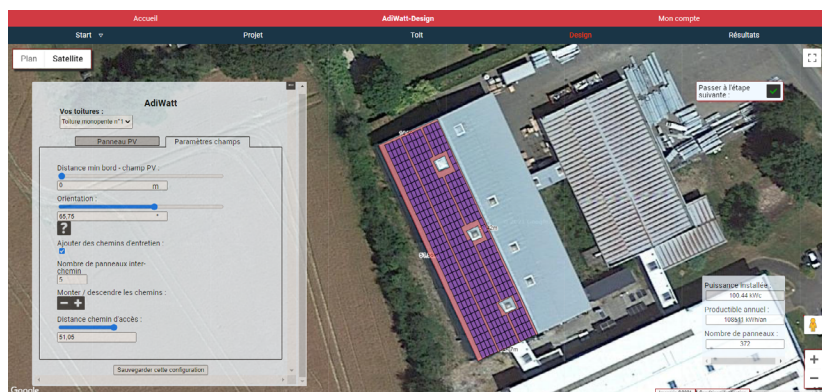 Accueil
AdiWatt-Design
Mon compte
Start
Projet
Toit
Design
Résultats
Plan
Satellite
AdiWatt
Vos toitures :
Toiture monopente n°1
Panneau PV
Paramètres champs
Distance min bord - champ PV :
0 m
Orientation :
65,75 °
?
Ajouter des chemins d'entretien :
Nombre de panneaux inter-
chemin
5
Monter / descendre les chemins :
Distance chemin d'accès :
51,05
Sauvegarder cette configuration
Passer à l'étape
suivante :
Puissance Installée :
100.44 kWc
Productible annuel :
kWh/an
Nombre de panneaux :
372
Google